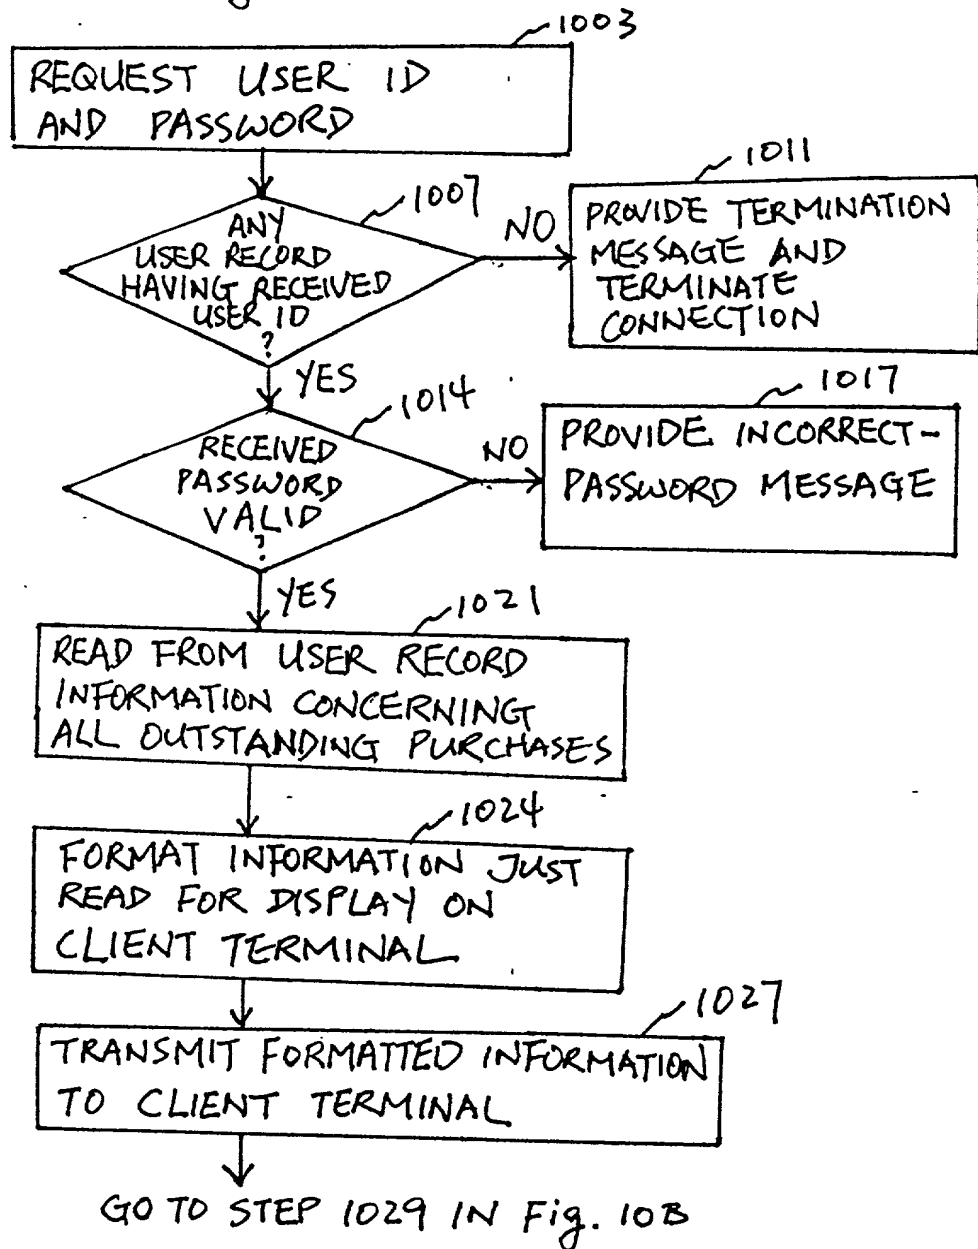 1003
REQUEST USER ID
AND PASSWORD
1007
ANY
USER RECORD
HAVING RECEIVED
USER ID
?
NO
1011
PROVIDE TERMINATION
MESSAGE AND
TERMINATE
CONNECTION
YES
1014
RECEIVED
PASSWORD
VALID
?
NO
1017
PROVIDE INCORRECT-
PASSWORD MESSAGE
YES
1021
READ FROM USER RECORD
INFORMATION CONCERNING
ALL OUTSTANDING PURCHASES
1024
FORMAT INFORMATION JUST
READ FOR DISPLAY ON
CLIENT TERMINAL
1027
TRANSMIT FORMATTED INFORMATION
TO CLIENT TERMINAL
GO TO STEP 1029 IN Fig. 10B